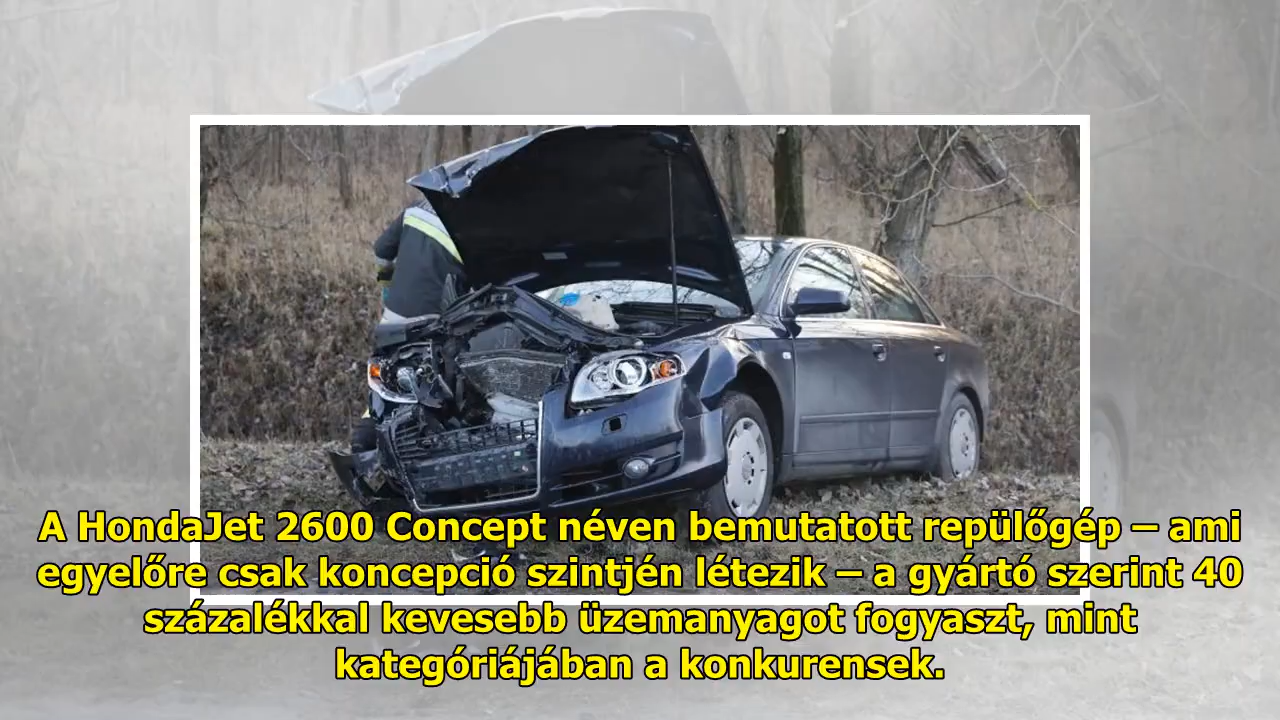 A HondaJet 2600 Concept néven bemutatott repülőgép – ami
egyelőre csak koncepció szintjén létezik – a gyártó szerint 40
százalékkal kevesebb üzemanyagot fogyaszt, mint
kategóriájában a konkurensek.